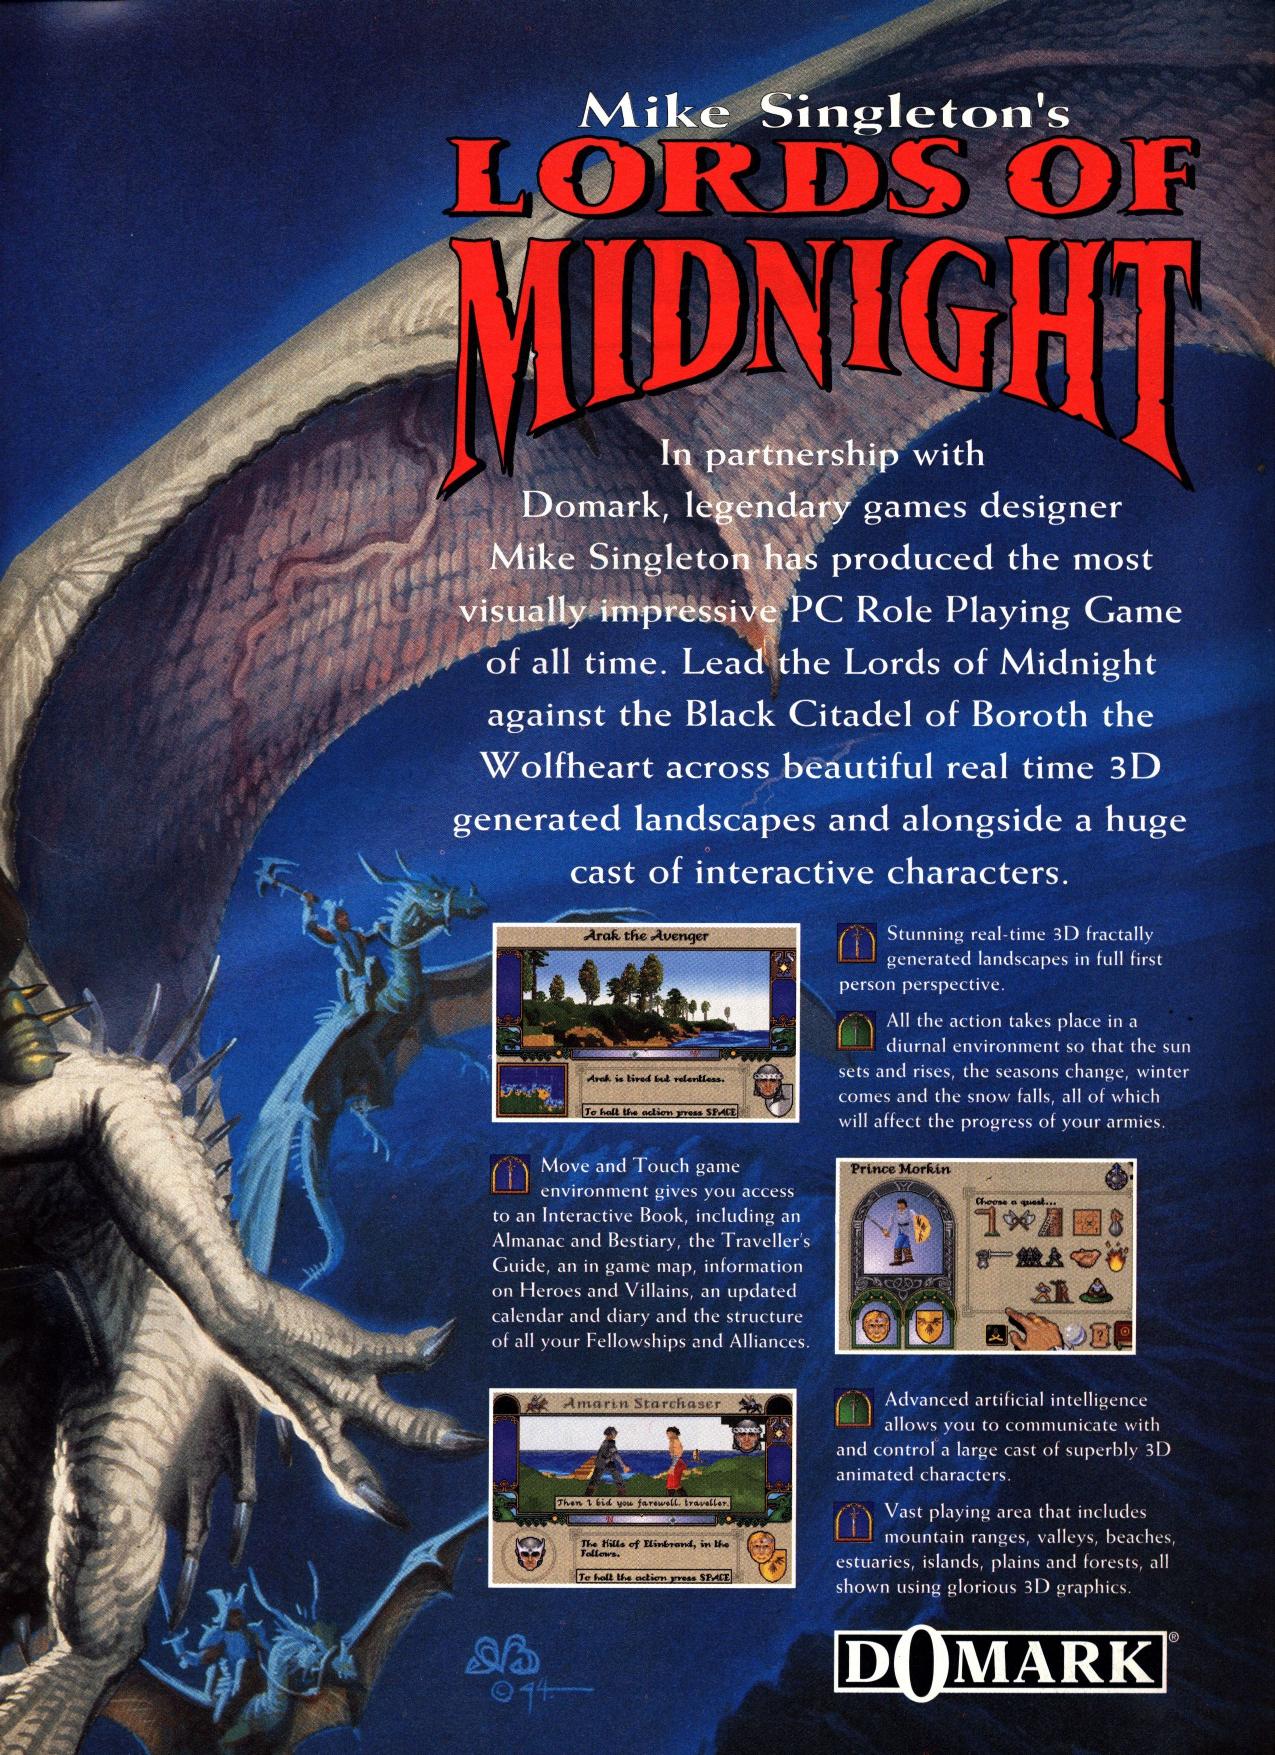 Mike Singleton's
LORDS OF
MIDNIGHT
In partnership with
Domark, legendary games designer
Mike Singleton has produced the most
visually impressive PC Role Playing Game
of all time. Lead the Lords of Midnight
against the Black Citadel of Boroth the
Wolfheart across beautiful real time 3D
generated landscapes and alongside a huge
cast of interactive characters.
Arak the Avenger
Arak is tired but relentless.
To halt the action press SPACE
Stunning real-time 3D fractally
generated landscapes in full first
person perspective.
All the action takes place in a
diurnal environment so that the sun
sets and rises, the seasons change, winter
comes and the snow falls, all of which
will affect the progress of your armies.
Move and Touch game
environment gives you access
to an Interactive Book, including an
Almanac and Bestiary, the Traveller's
Guide, an in game map, information
on Heroes and Villains, an updated
calendar and diary and the structure
of all your Fellowships and Alliances.
Prince Morkin
Choose a quest...
Amarin Starchaser
Then I bid you farewell, traveller.
The Hills of Elinbrand, in the
Fallows.
To halt the action press SPACE
Advanced artificial intelligence
allows you to communicate with
and control a large cast of superbly 3D
animated characters.
Vast playing area that includes
mountain ranges, valleys, beaches,
estuaries, islands, plains and forests, all
shown using glorious 3D graphics.
© 94
DOMARK®